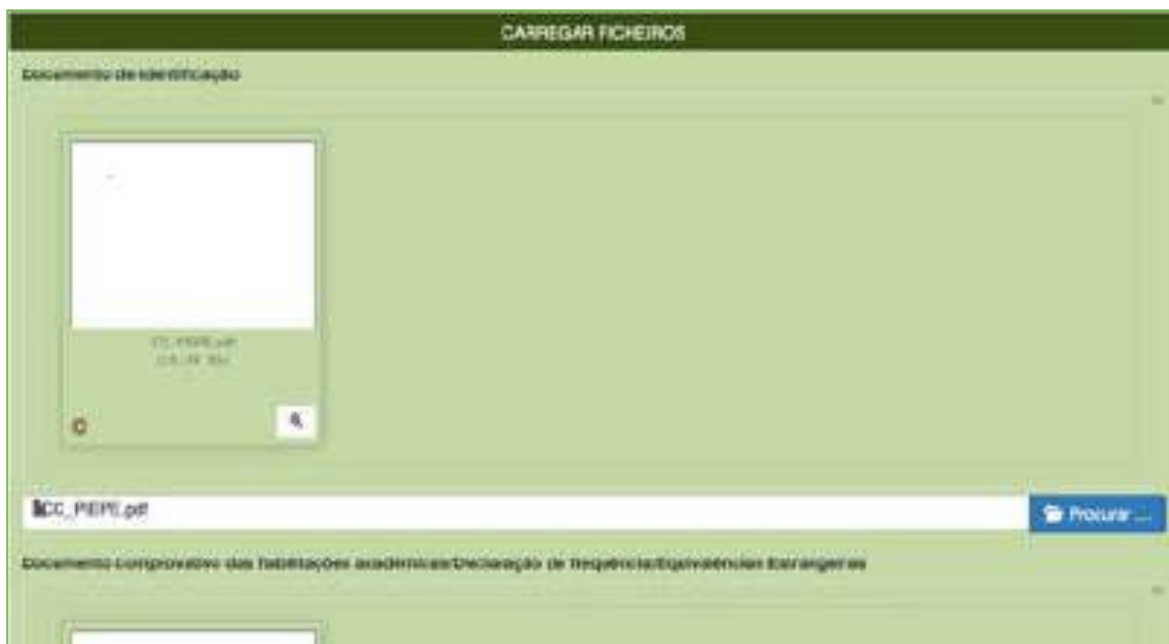 CARREGAR FICHEIROS
Documento de identificação
CC_PIEPE.pdf
Procurar ...
Documento comprovativo das habilitações académicas/Declaração de frequência/Equivalências Estrangeiras